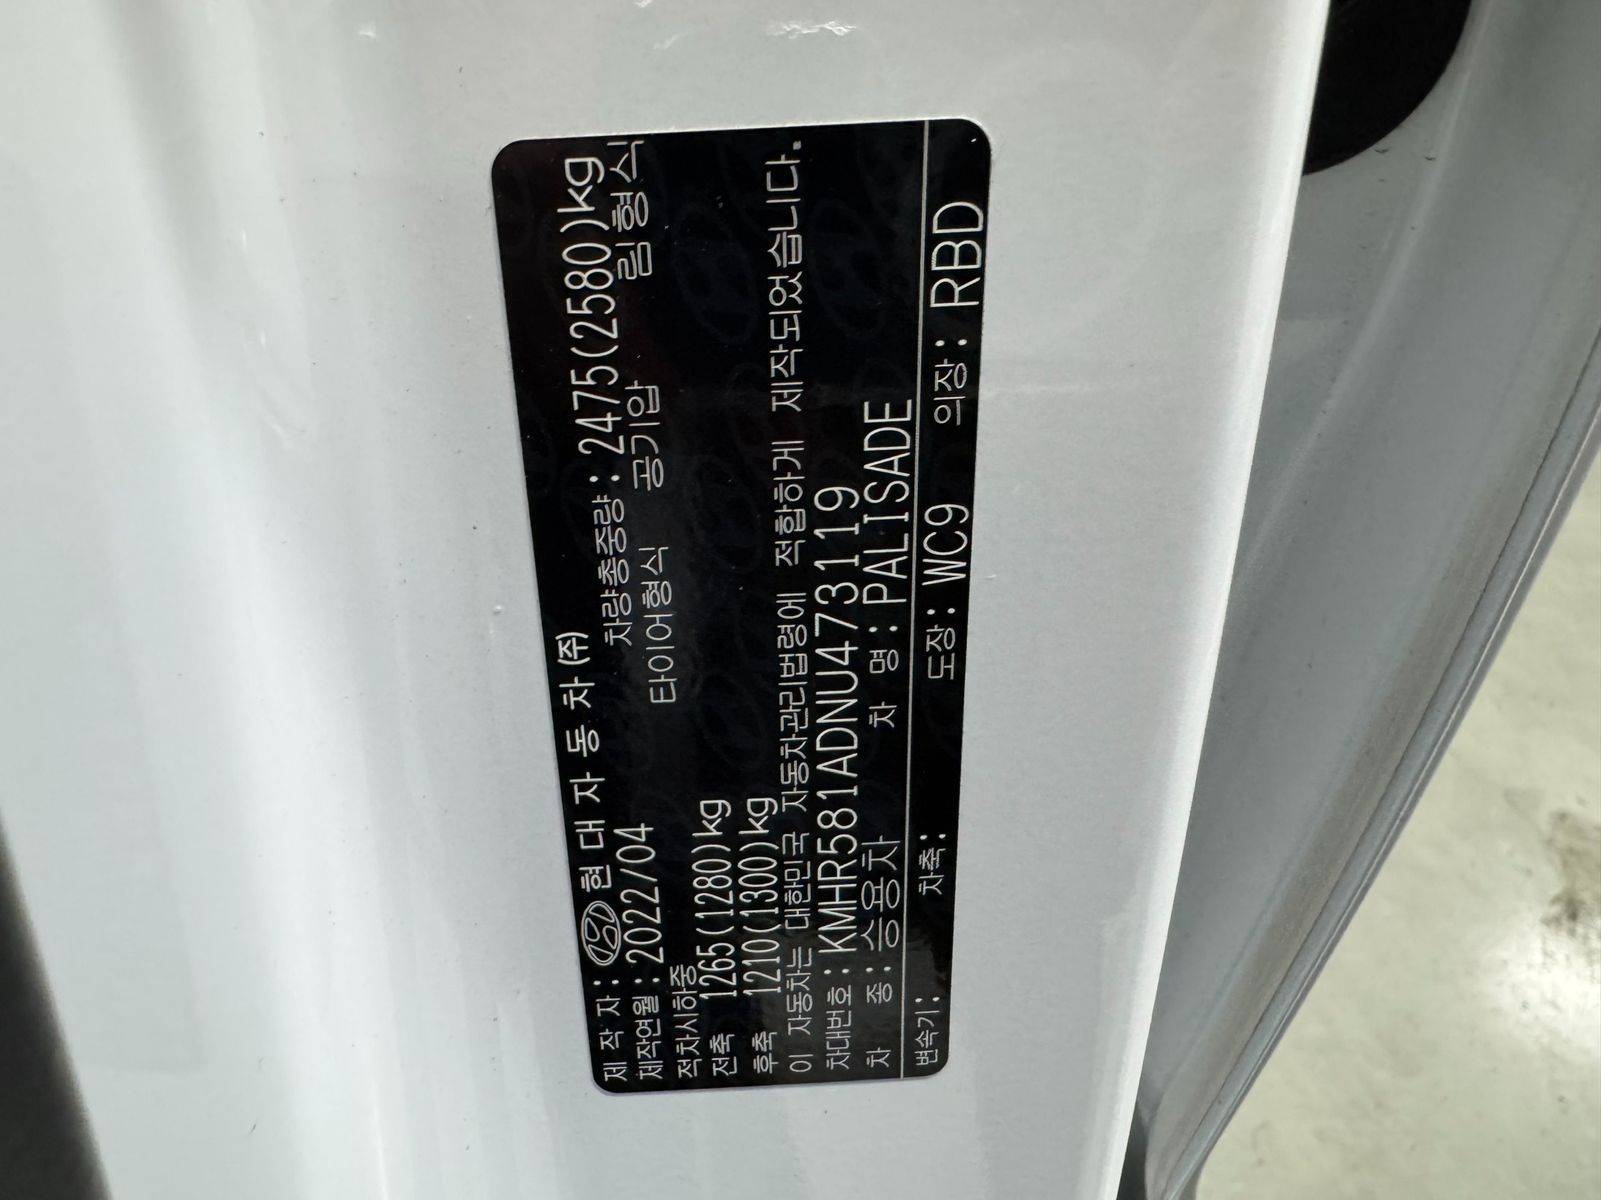 제 작 자: 현 대 자 동 차 (주)
제작연월: 2022/04 차량총중량: 2475(2580)kg
적차시하중 타이어형식 공기압 림형식
전축 1265(1280)kg
후축 1210(1300)kg
이 자동차는 대한민국 자동차관리법령에 적합하게 제작되었습니다.
차대번호: KMHR581ADNU473119
차 종: 승용차 차 명: PALISADE
변속기: 차축: 도장: WC9 의장: RBD